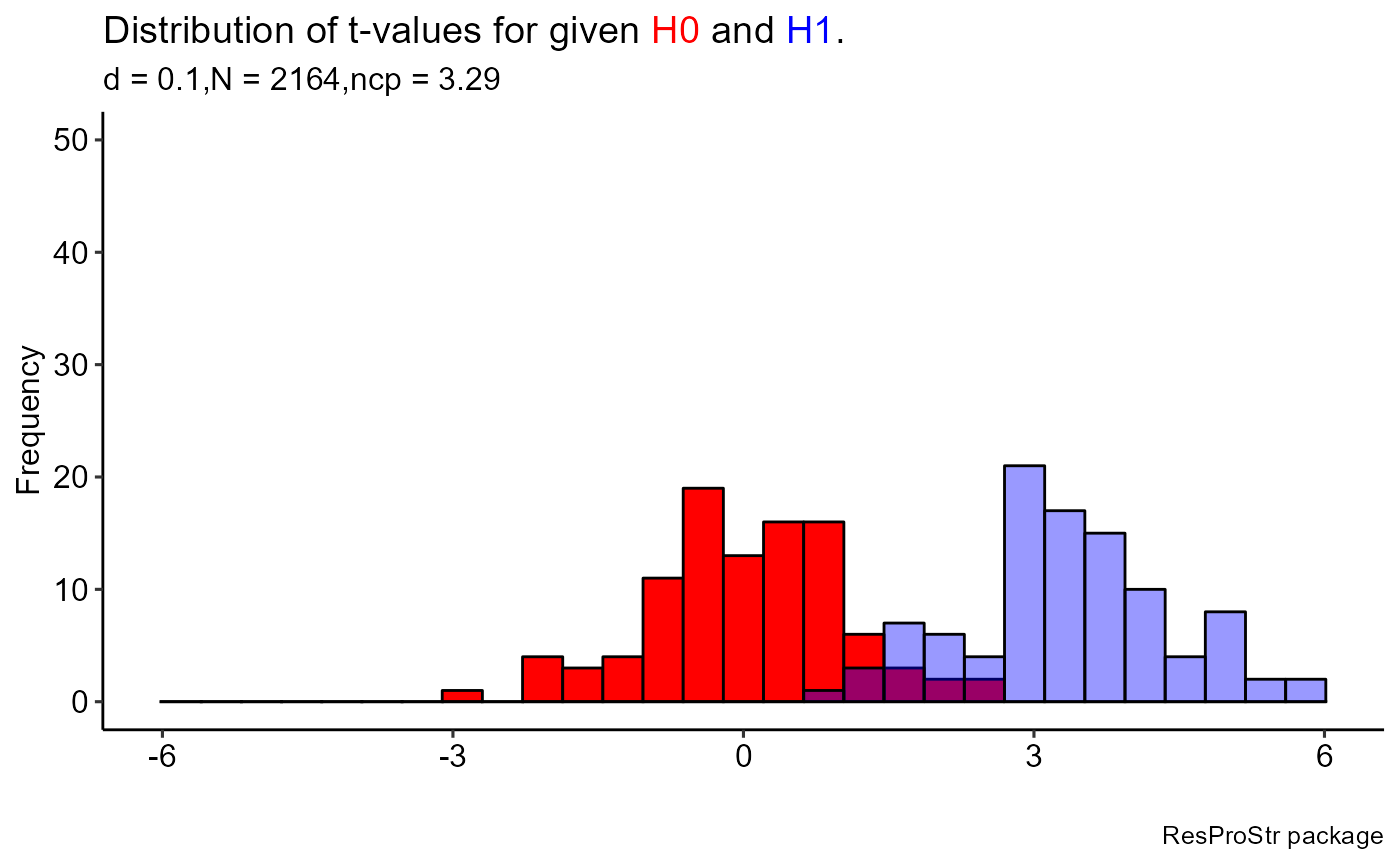 Distribution of t-values for given H0 and H1.
d = 0.1,N = 2164,ncp = 3.29
50
40
30
20
10
0
Frequency
-6 -3 0 3 6
ResProStr package